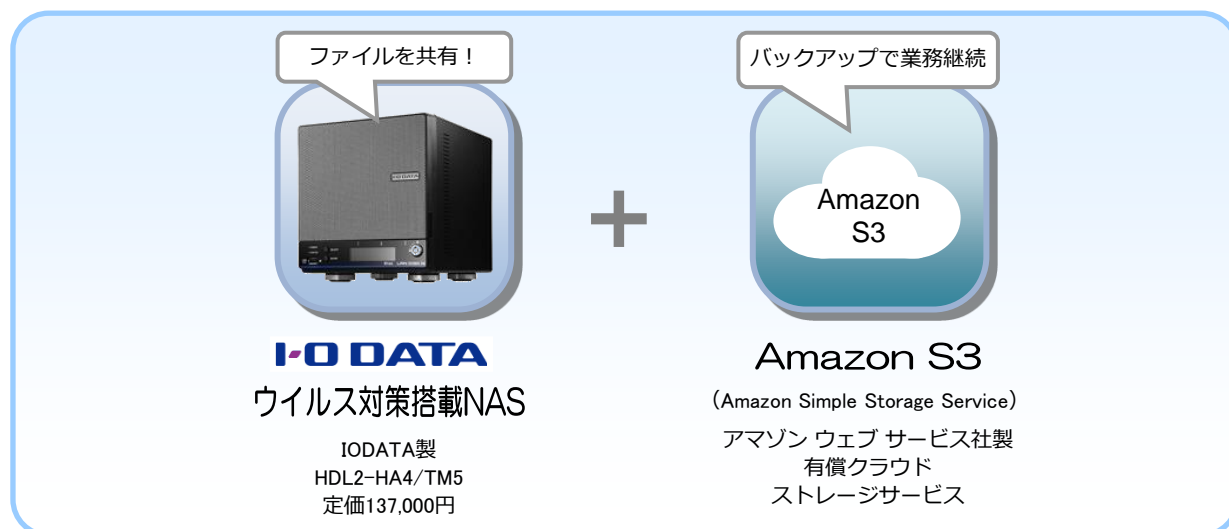 ファイルを共有！
バックアップで業務継続
I-O DATA
Amazon
S3
I-O DATA
ウイルス対策搭載NAS
IODATA製
HDL2-HA4/TM5
定価137,000円
Amazon S3
(Amazon Simple Storage Service)
アマゾン ウェブ サービス社製
有償クラウド
ストレージサービス